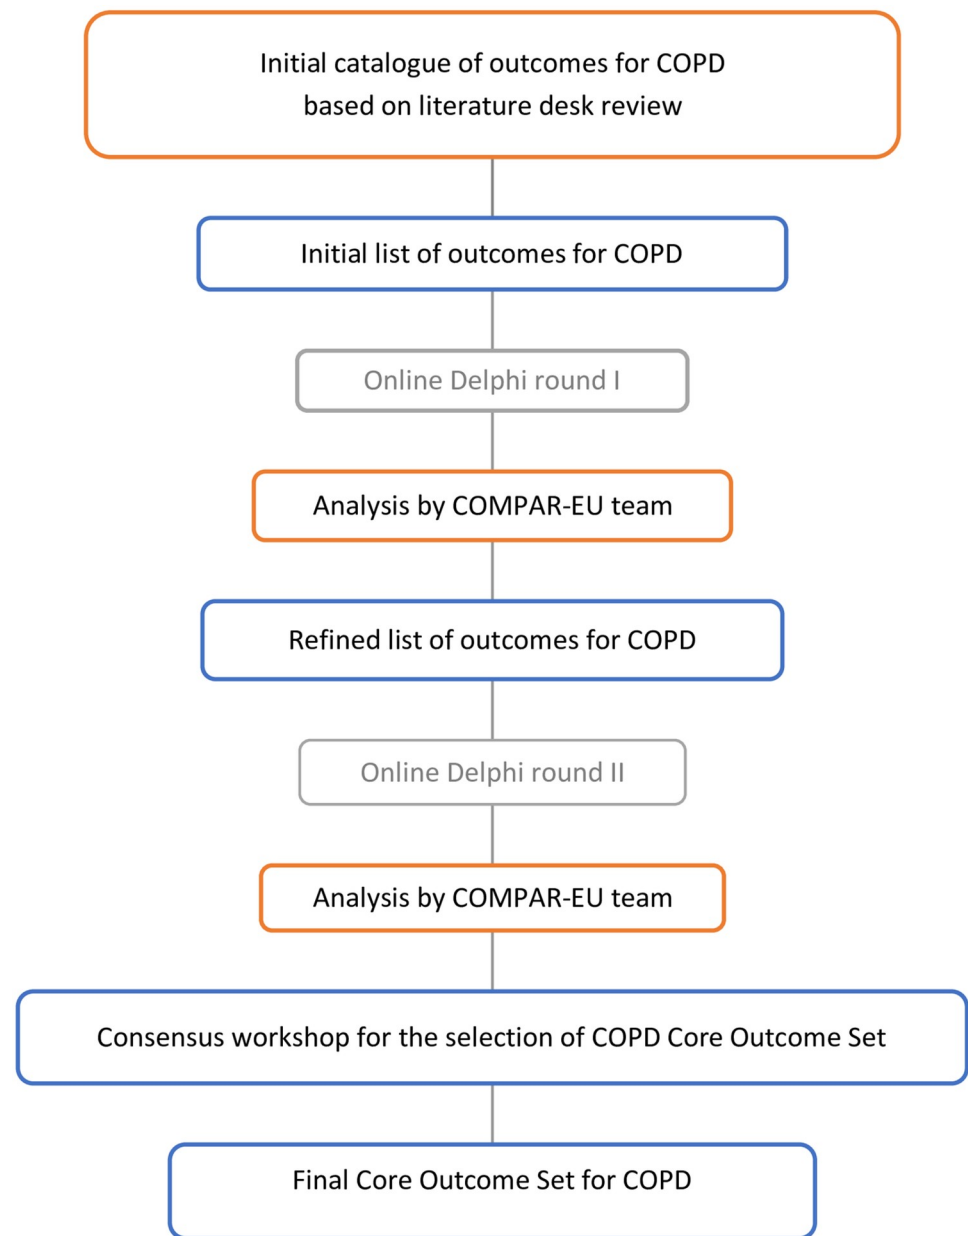 Initial catalogue of outcomes for COPD
based on literature desk review
Initial list of outcomes for COPD
Online Delphi round I
Analysis by COMPAR-EU team
Refined list of outcomes for COPD
Online Delphi round II
Analysis by COMPAR-EU team
Consensus workshop for the selection of COPD Core Outcome Set
Final Core Outcome Set for COPD